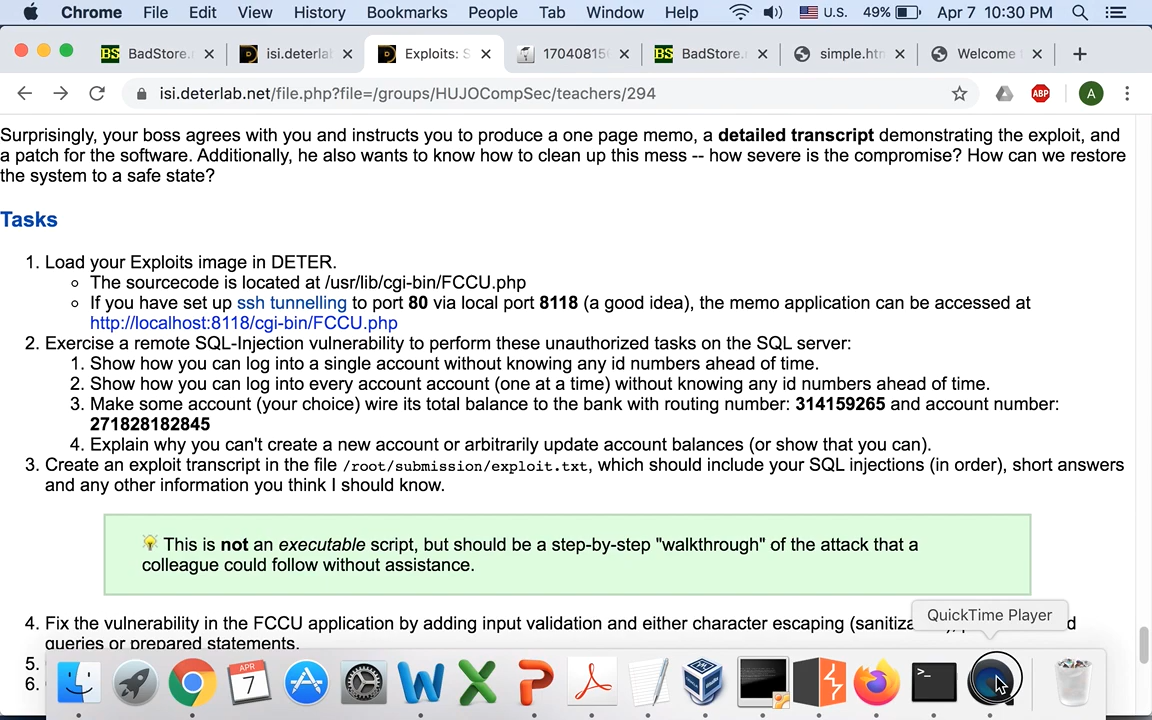 Chrome File Edit View History Bookmarks People Tab Window Help U.S. 49% Apr 7 10:30 PM
BS BadStore. isi.deterla Exploits: S 170408156 BS BadStore. simple.htm Welcome
isi.deterlab.net/file.php?file=/groups/HUJOCompSec/teachers/294 ABP A
Surprisingly, your boss agrees with you and instructs you to produce a one page memo, a detailed transcript demonstrating the exploit, and
a patch for the software. Additionally, he also wants to know how to clean up this mess -- how severe is the compromise? How can we restore
the system to a safe state?
Tasks
1. Load your Exploits image in DETER.
The sourcecode is located at /usr/lib/cgi-bin/FCCU.php
If you have set up ssh tunnelling to port 80 via local port 8118 (a good idea), the memo application can be accessed at
http://localhost:8118/cgi-bin/FCCU.php
2. Exercise a remote SQL-Injection vulnerability to perform these unauthorized tasks on the SQL server:
1. Show how you can log into a single account without knowing any id numbers ahead of time.
2. Show how you can log into every account account (one at a time) without knowing any id numbers ahead of time.
3. Make some account (your choice) wire its total balance to the bank with routing number: 314159265 and account number:
271828182845
4. Explain why you can't create a new account or arbitrarily update account balances (or show that you can).
3. Create an exploit transcript in the file /root/submission/exploit.txt, which should include your SQL injections (in order), short answers
and any other information you think I should know.
This is not an executable script, but should be a step-by-step "walkthrough" of the attack that a
colleague could follow without assistance.
QuickTime Player
4. Fix the vulnerability in the FCCU application by adding input validation and either character escaping (sanitiza
queries or prepared statements.
5.
6.
APR
7